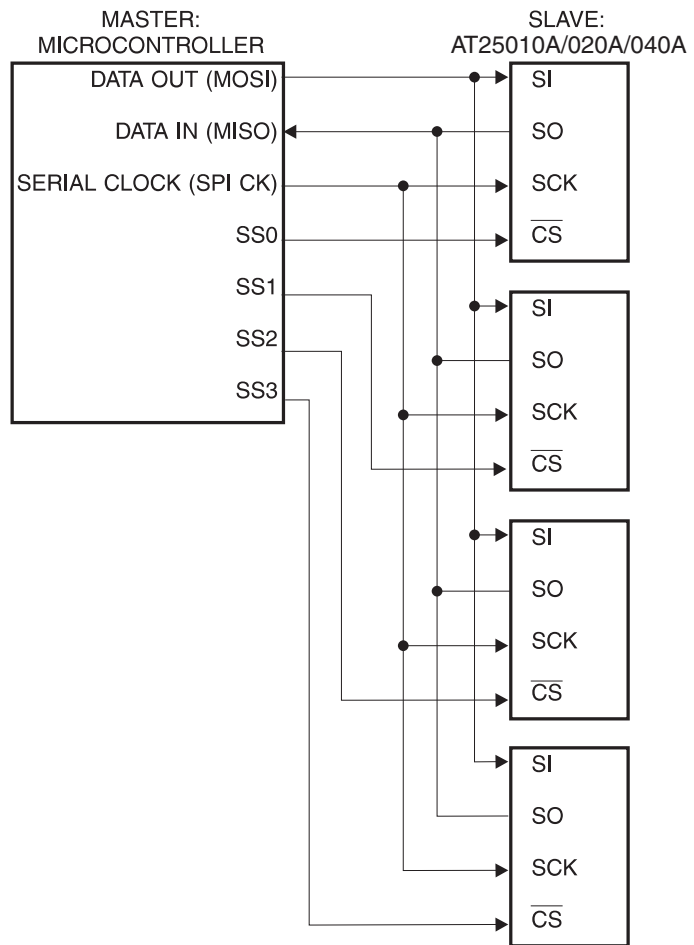 MASTER:
MICROCONTROLLER
DATA OUT (MOSI)
DATA IN (MISO)
SERIAL CLOCK (SPI CK)
SS0
SS1
SS2
SS3
SLAVE:
AT25010A/020A/040A
SI
SO
SCK
CS
SI
SO
SCK
CS
SI
SO
SCK
CS
SI
SO
SCK
CS